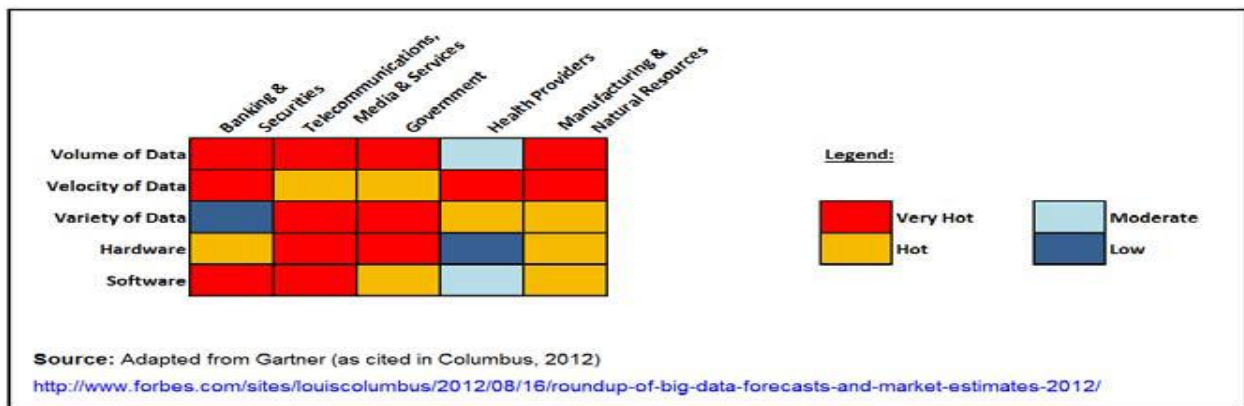 Banking &
Securities
Telecommunications,
Media & Services
Government
Health Providers
Manufacturing &
Natural Resources
Volume of Data
Velocity of Data
Variety of Data
Hardware
Software
Legend:
Very Hot
Moderate
Hot
Low
Source: Adapted from Gartner (as cited in Columbus, 2012)
http://www.forbes.com/sites/louiscolumbus/2012/08/16/roundup-of-big-data-forecasts-and-market-estimates-2012/